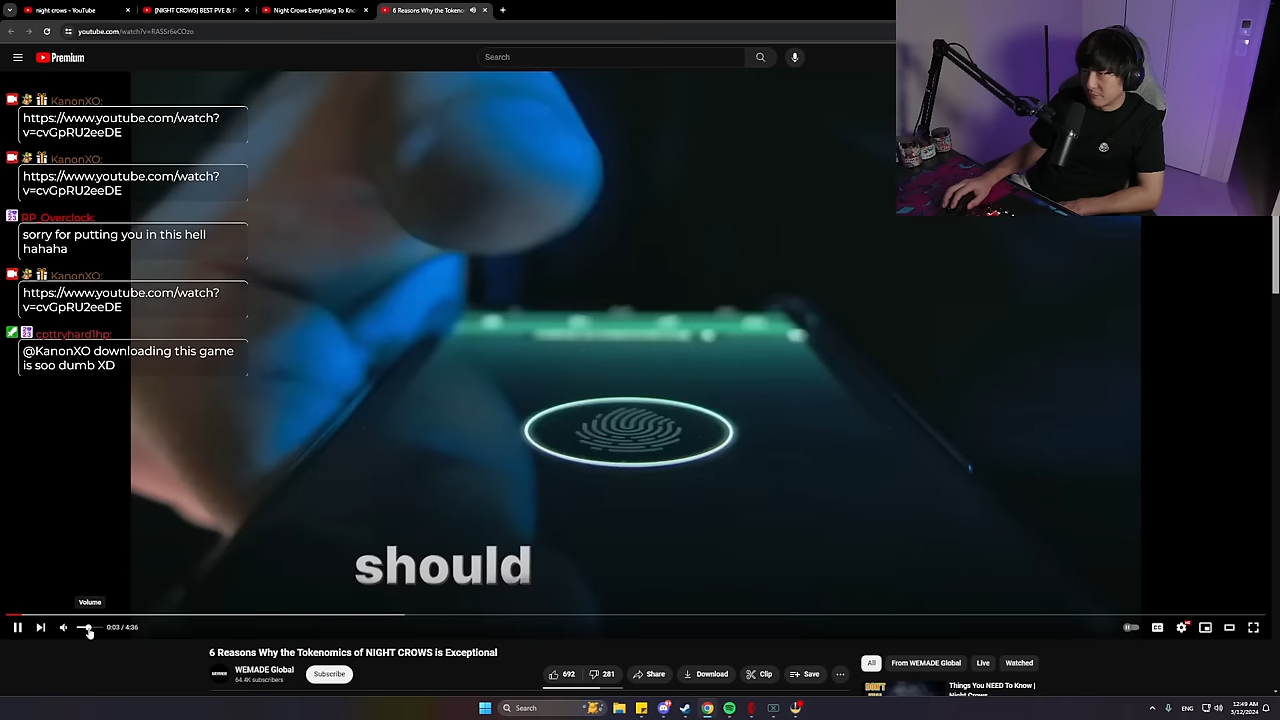 night crows - YouTube
[NIGHT CROWS] BEST PVE & P
Night Crows Everything To Kno
6 Reasons Why the Tokenom
youtube.com/watch?v=RASSr6eCOzo
Premium
Search
KanonXO:
https://www.youtube.com/watch?
v=cvGpRU2eeDE
KanonXO:
https://www.youtube.com/watch?
v=cvGpRU2eeDE
RP_Overclock:
sorry for putting you in this hell
hahaha
KanonXO:
https://www.youtube.com/watch?
v=cvGpRU2eeDE
cpttryhard1hp:
@KanonXO downloading this game
is soo dumb XD
should
Volume
0:03 / 4:36
6 Reasons Why the Tokenomics of NIGHT CROWS is Exceptional
WEMADE Global
64.4K subscribers
Subscribe
692
281
Share
Download
Clip
Save
All
From WEMADE Global
Live
Watched
Things You NEED To Know |
Night Crows
Search
ENG
12:49 AM
5/12/2024